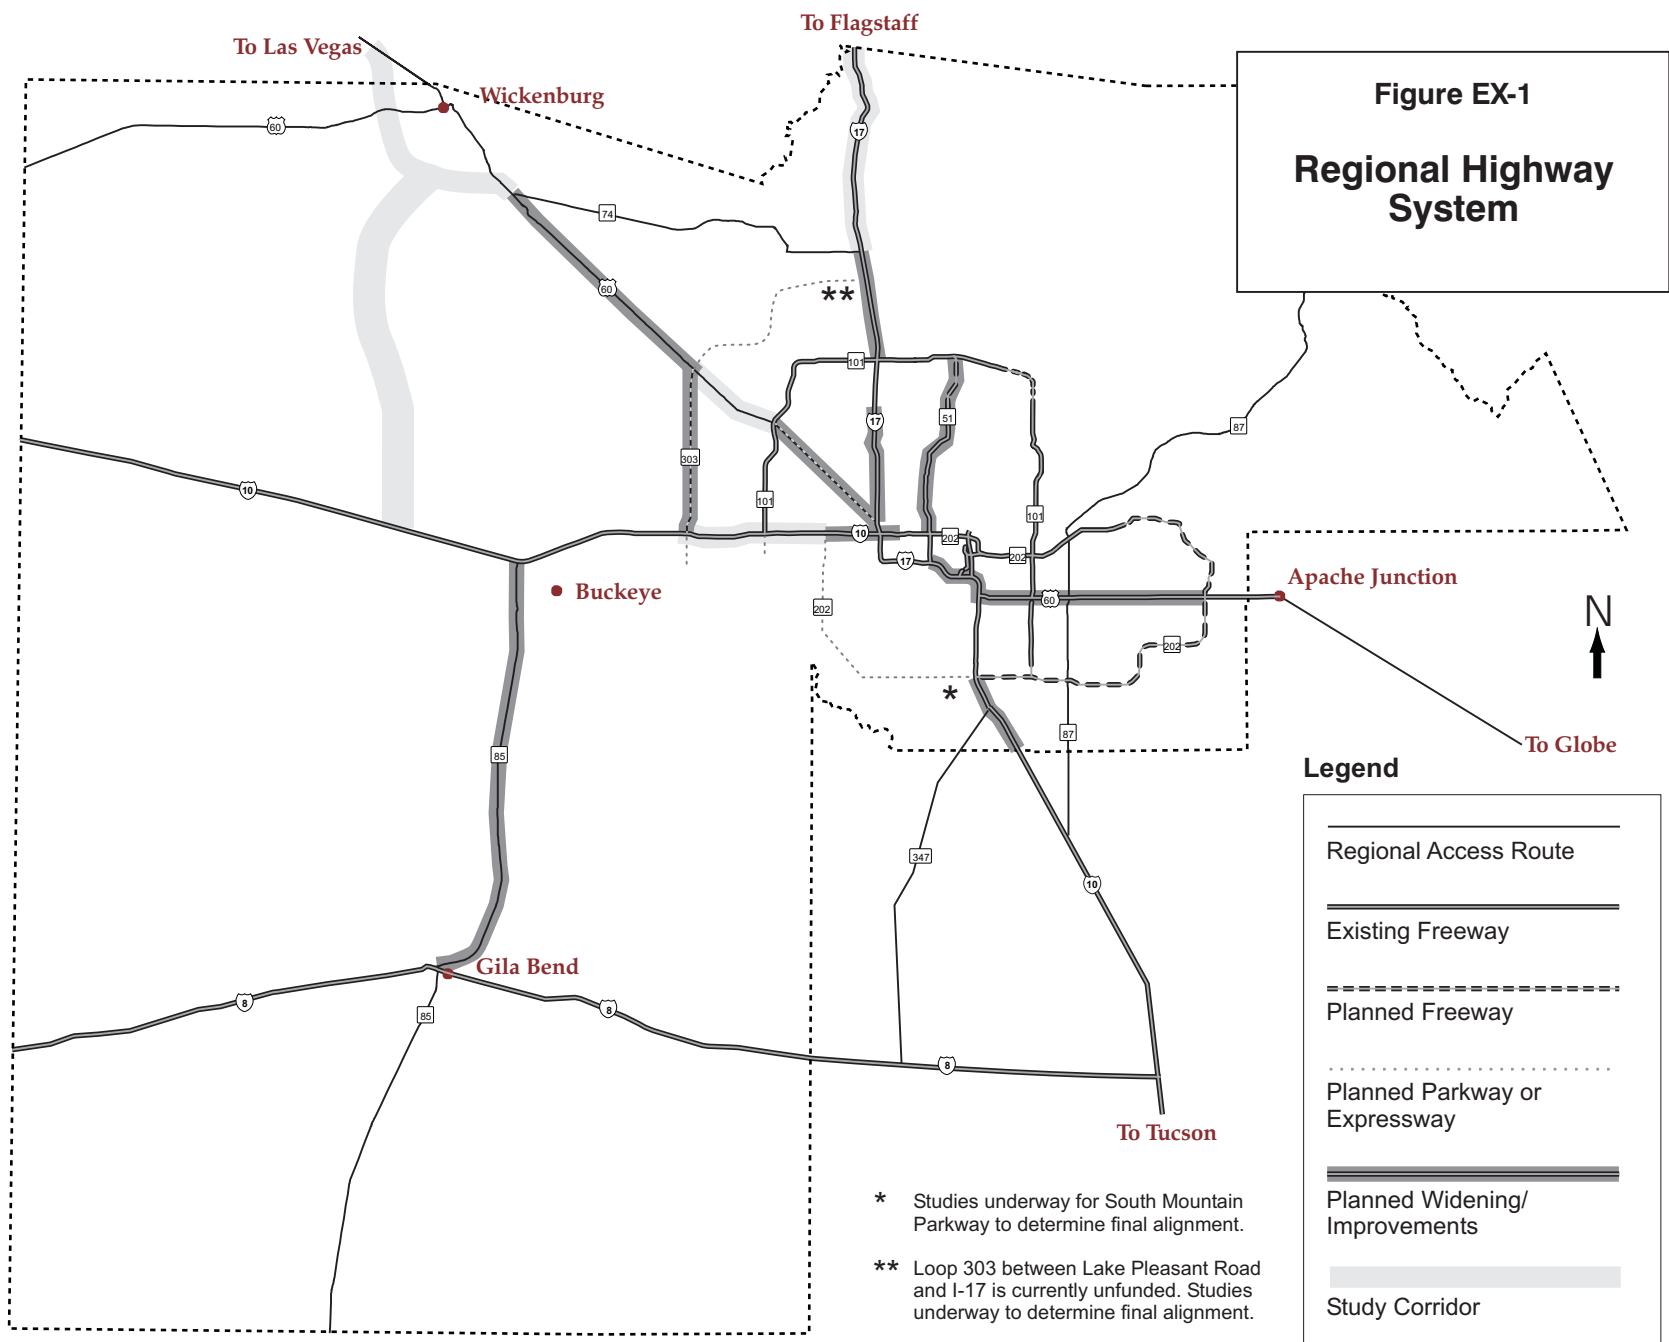 To Flagstaff
To Las Vegas
Wickenburg
Figure EX-1
Regional Highway
System
60
17
74
60
**
101
17
51
87
303
101
10
101
10
202
202
17
Buckeye
60
Apache Junction
N
202
202
*
85
87
To Globe
347
10
Gila Bend
8
85
8
8
To Tucson
Legend
Regional Access Route
Existing Freeway
Planned Freeway
Planned Parkway or
Expressway
Planned Widening/
Improvements
Study Corridor
* Studies underway for South Mountain
Parkway to determine final alignment.
** Loop 303 between Lake Pleasant Road
and I-17 is currently unfunded. Studies
underway to determine final alignment.